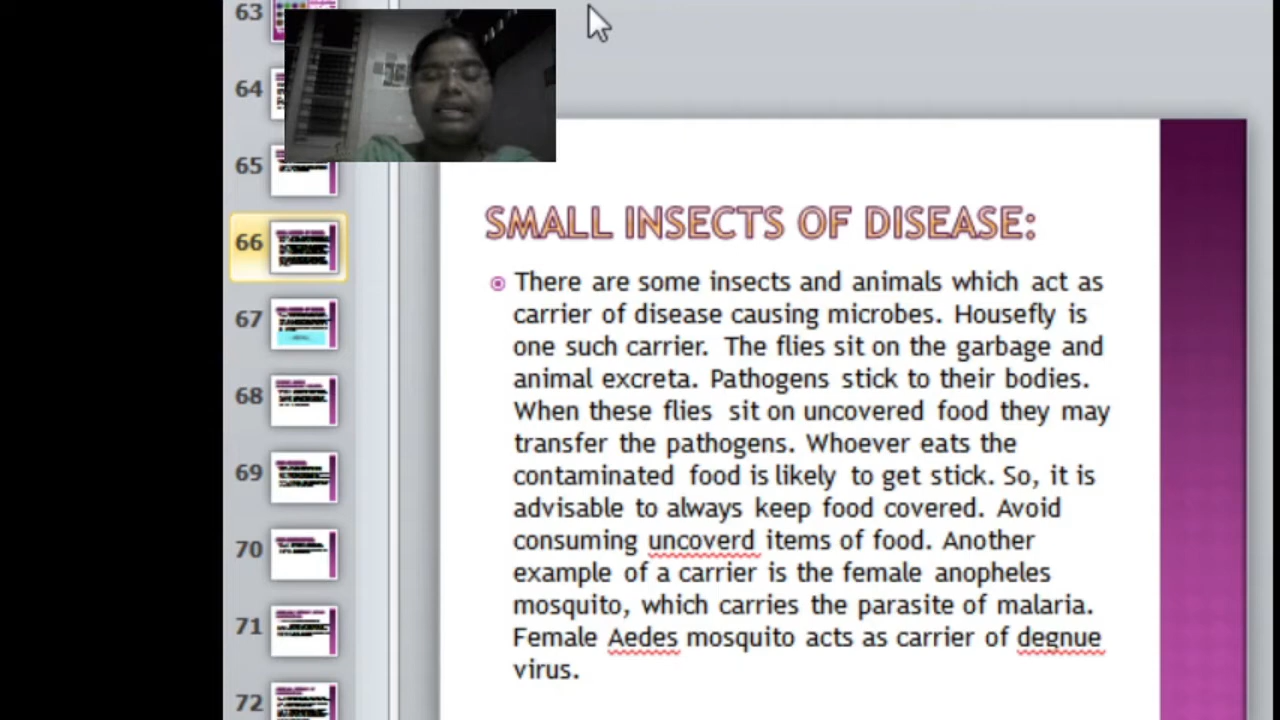 63
64
65
66
67
68
69
70
71
72
SMALL INSECTS OF DISEASE:
There are some insects and animals which act as
carrier of disease causing microbes. Housefly is
one such carrier. The flies sit on the garbage and
animal excreta. Pathogens stick to their bodies.
When these flies sit on uncovered food they may
transfer the pathogens. Whoever eats the
contaminated food is likely to get stick. So, it is
advisable to always keep food covered. Avoid
consuming uncoverd items of food. Another
example of a carrier is the female anopheles
mosquito, which carries the parasite of malaria.
Female Aedes mosquito acts as carrier of degnue
virus.